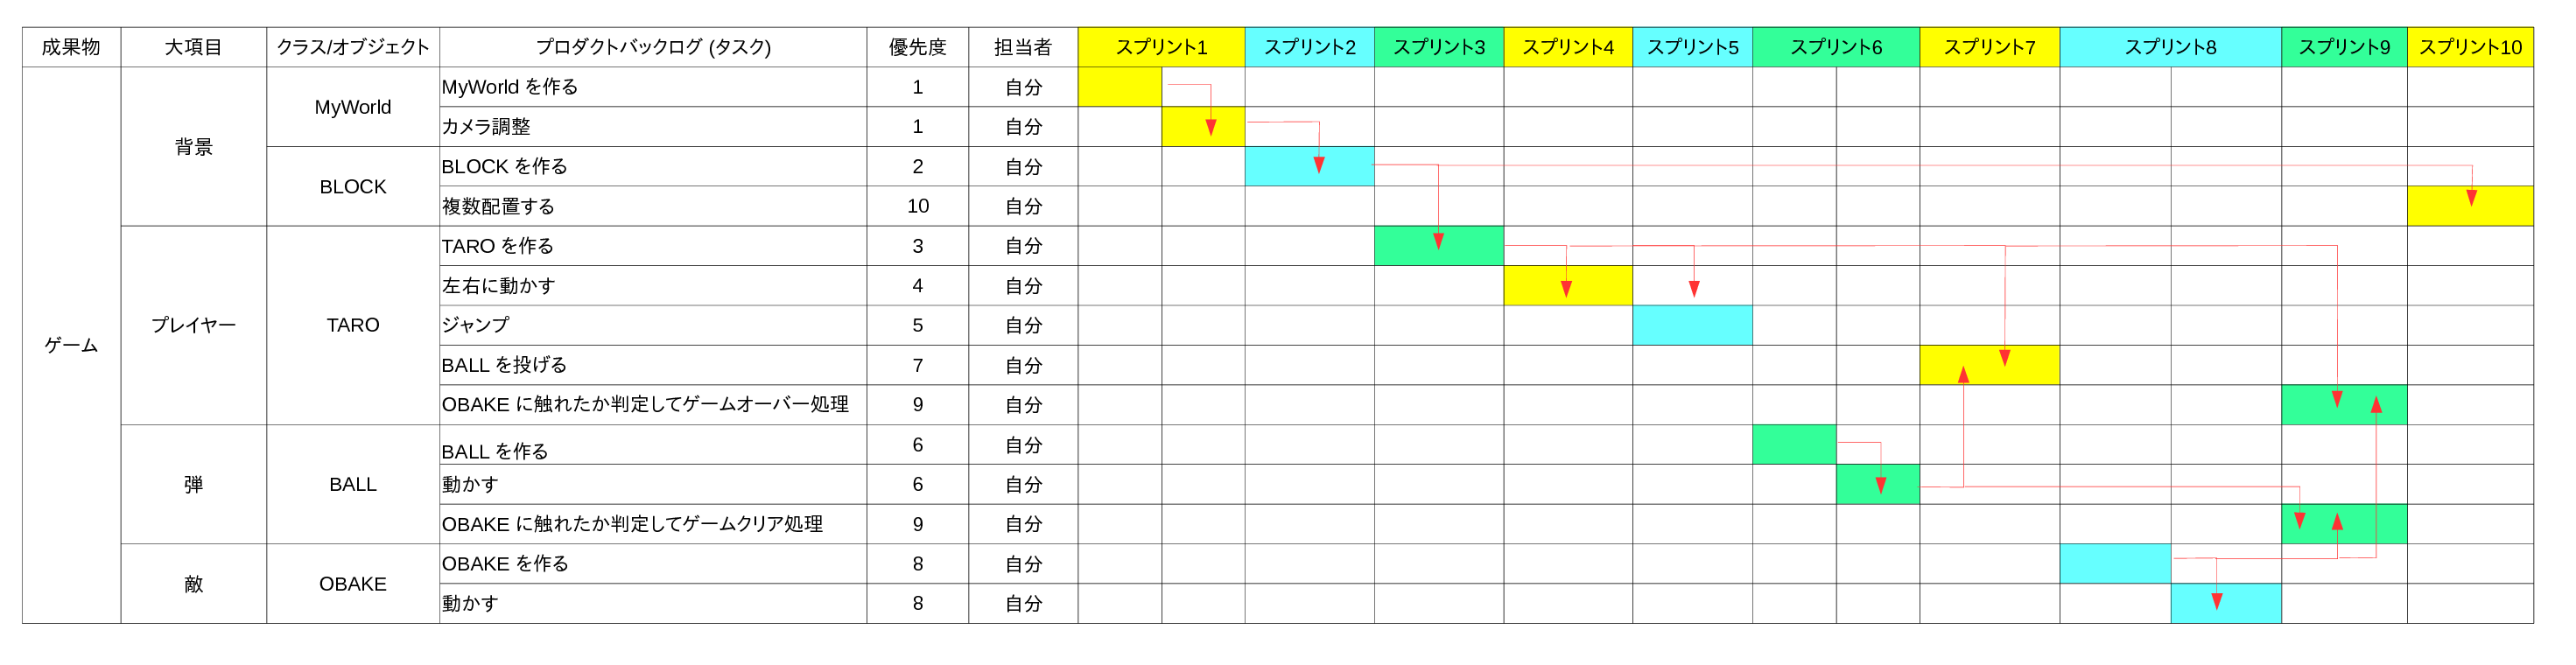 成果物 大項目 クラス/オブジェクト プロダクトバックログ (タスク) 優先度 担当者 スプリント1 スプリント2 スプリント3 スプリント4 スプリント5 スプリント6 スプリント7 スプリント8 スプリント9 スプリント10
ゲーム
背景
MyWorld
MyWorld を作る 1 自分
カメラ調整 1 自分
BLOCK
BLOCK を作る 2 自分
複数配置する 10 自分
プレイヤー
TARO
TARO を作る 3 自分
左右に動かす 4 自分
ジャンプ 5 自分
BALL を投げる 7 自分
OBAKE に触れたか判定してゲームオーバー処理 9 自分
弾
BALL
BALL を作る 6 自分
動かす 6 自分
OBAKE に触れたか判定してゲームクリア処理 9 自分
敵
OBAKE
OBAKE を作る 8 自分
動かす 8 自分